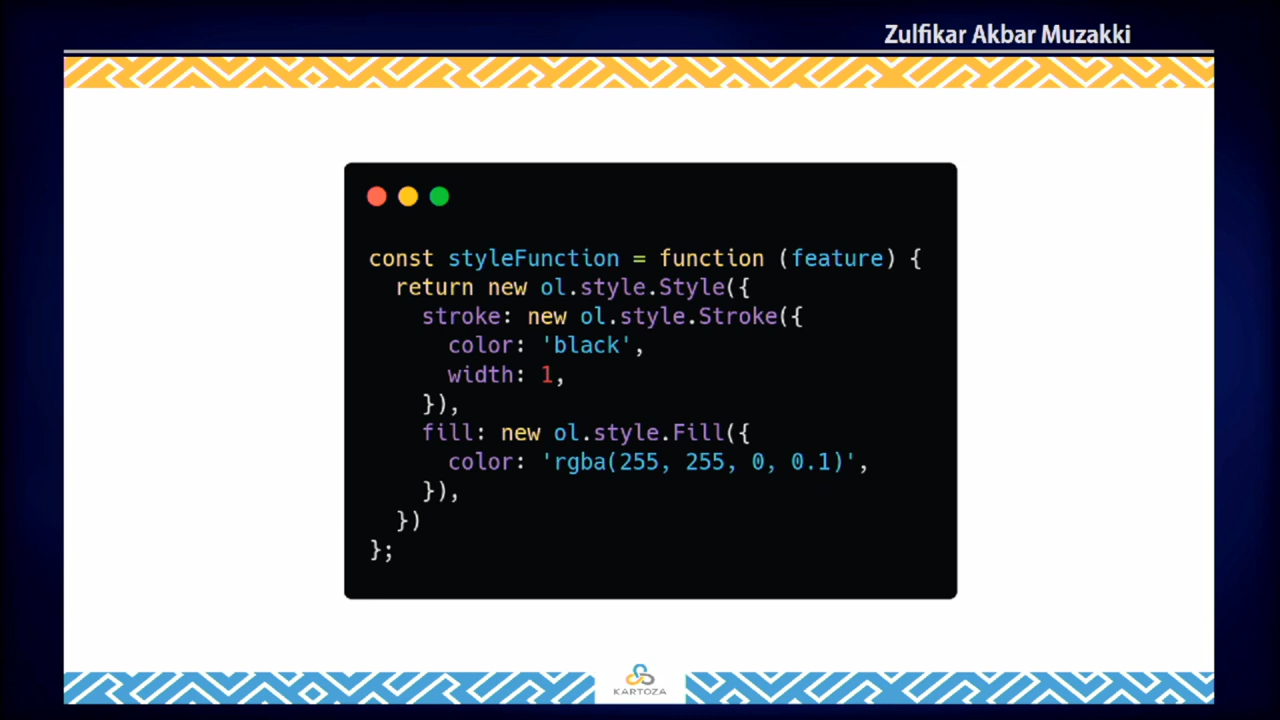 Zulfikar Akbar Muzakki
const styleFunction = function (feature) {
  return new ol.style.Style({
    stroke: new ol.style.Stroke({
      color: 'black',
      width: 1,
    }),
    fill: new ol.style.Fill({
      color: 'rgba(255, 255, 0, 0.1)',
    }),
  })
};
KARTOZA